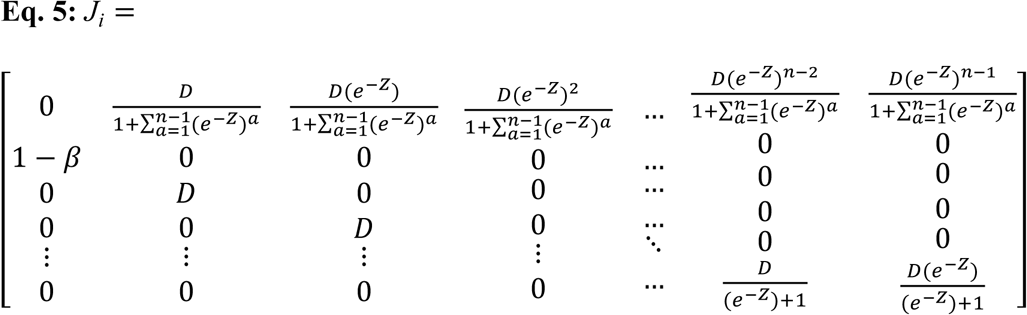 Eq. 5: J_i =
0 D/(1+∑_{a=1}^{n−1}(e^{−Z})^a) D(e^{−Z})/(1+∑_{a=1}^{n−1}(e^{−Z})^a) D(e^{−Z})^2/(1+∑_{a=1}^{n−1}(e^{−Z})^a) ... D(e^{−Z})^{n−2}/(1+∑_{a=1}^{n−1}(e^{−Z})^a) D(e^{−Z})^{n−1}/(1+∑_{a=1}^{n−1}(e^{−Z})^a)
1 − β 0 0 0 ... 0 0
0 D 0 0 ... 0 0
0 0 D 0 ... 0 0
⋮ ⋮ ⋮ ⋮ ⋱ 0 0
0 0 0 0 ... D/((e^{−Z})+1) D(e^{−Z})/((e^{−Z})+1)